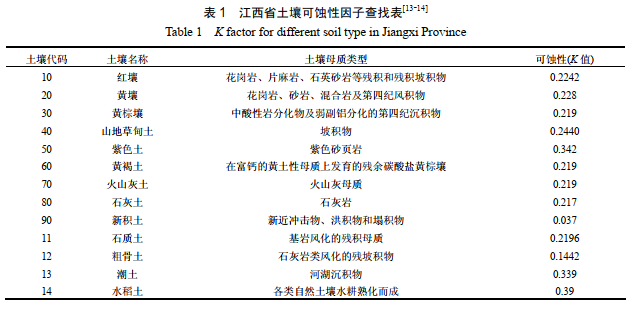 表 1 江西省土壤可蚀性因子查找表[13-14]
Table 1 K factor for different soil type in Jiangxi Province
土壤代码 土壤名称 土壤母质类型 可蚀性(K 值)
10 红壤 花岗岩、片麻岩、石英砂岩等残积和残积坡积物 0.2242
20 黄壤 花岗岩、砂岩、混合岩及第四纪风积物 0.228
30 黄棕壤 中酸性岩分化物及弱副铝分化的第四纪沉积物 0.219
40 山地草甸土 坡积物 0.2440
50 紫色土 紫色砂页岩 0.342
60 黄褐土 在富钙的黄土性母质上发育的残余碳酸盐黄棕壤 0.219
70 火山灰土 火山灰母质 0.219
80 石灰土 石灰岩 0.217
90 新积土 新近冲击物、洪积物和塌积物 0.037
11 石质土 基岩风化的残积母质 0.2196
12 粗骨土 石灰岩类风化的残坡积物 0.1442
13 潮土 河湖沉积物 0.339
14 水稻土 各类自然土壤水耕熟化而成 0.39